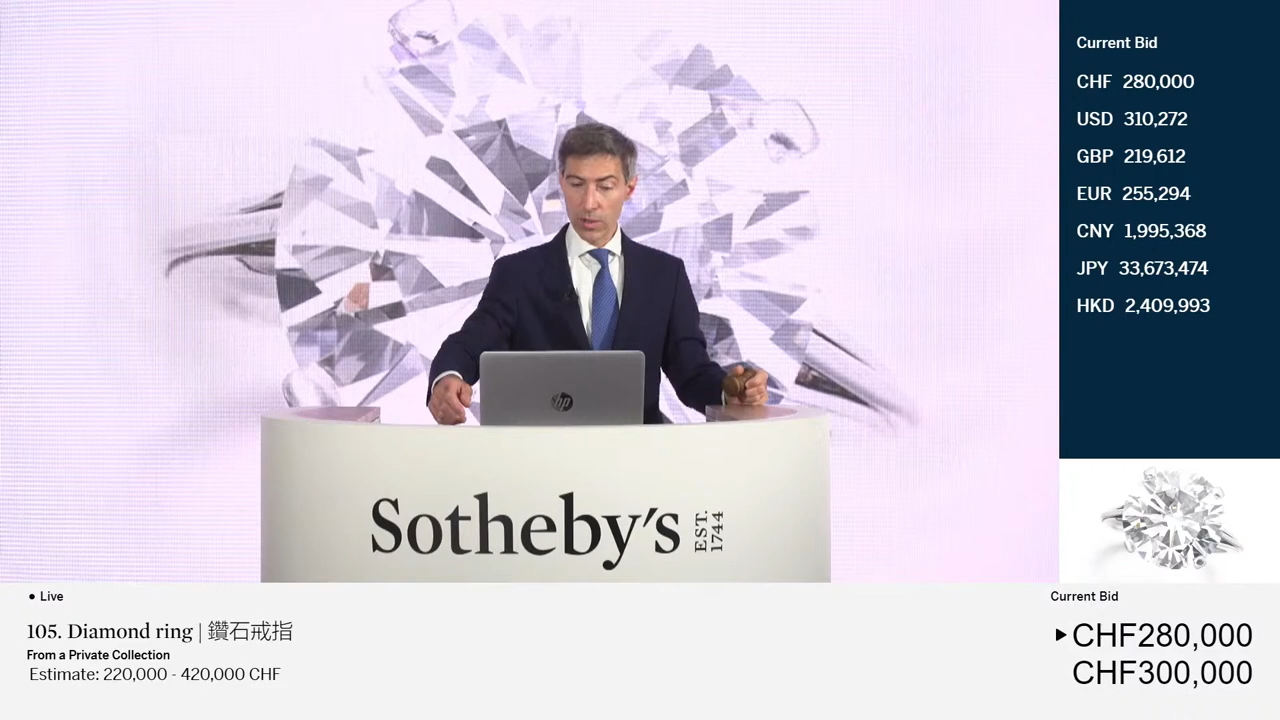 Current Bid
CHF 280,000
USD 310,272
GBP 219,612
EUR 255,294
CNY 1,995,368
JPY 33,673,474
HKD 2,409,993
hp
Sotheby's EST. 1744
• Live
Current Bid
105. Diamond ring | 鑽石戒指
From a Private Collection
Estimate: 220,000 - 420,000 CHF
CHF280,000
CHF300,000